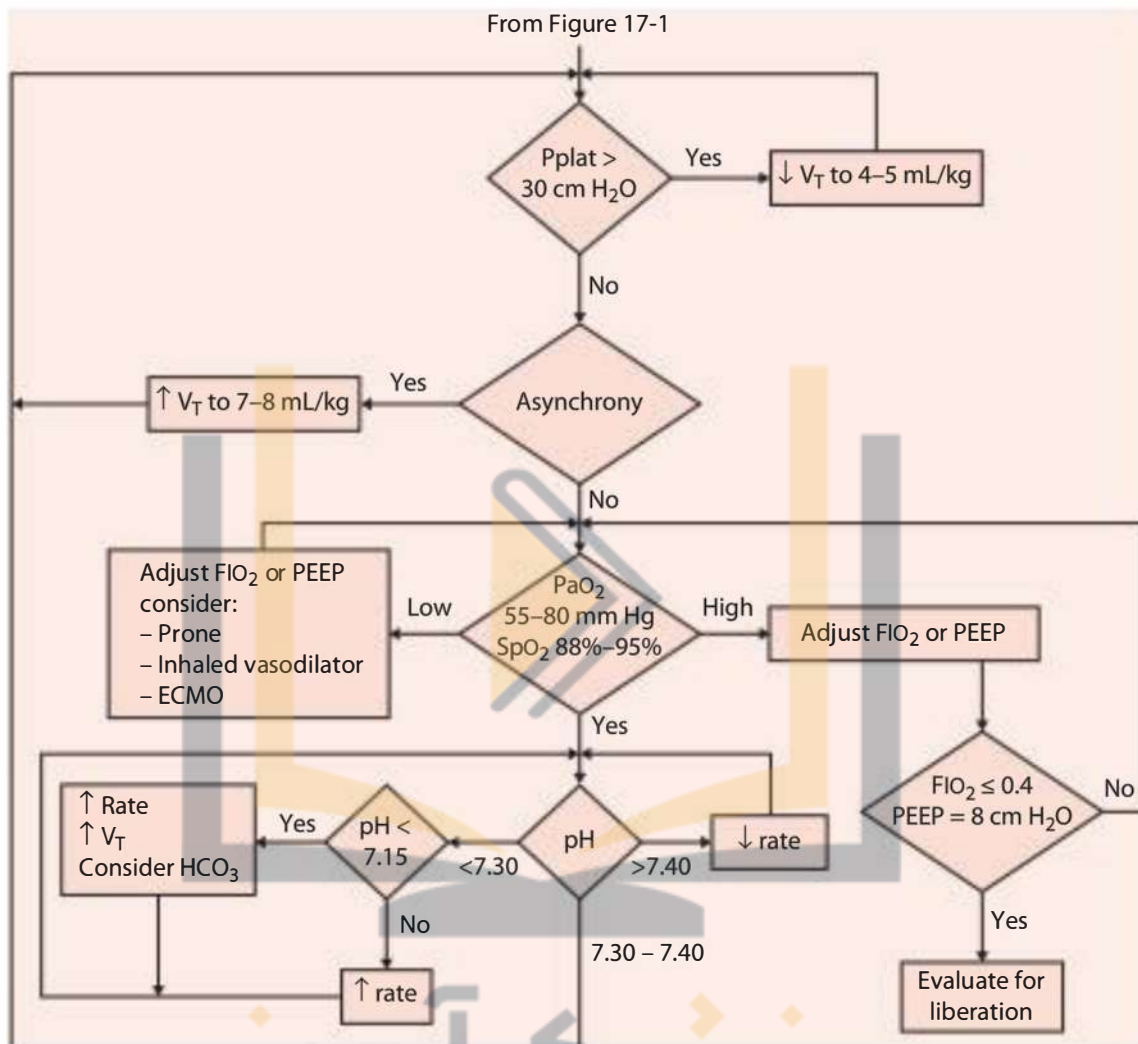 From Figure 17-1
Pplat >
30 cm H₂O
Yes
↓ V_T to 4–5 mL/kg
No
Asynchrony
Yes
↑ V_T to 7–8 mL/kg
No
PaO₂
55–80 mm Hg
SpO₂ 88%–95%
Low
Adjust FIO₂ or PEEP
consider:
– Prone
– Inhaled vasodilator
– ECMO
High
Adjust FIO₂ or PEEP
Yes
FIO₂ ≤ 0.4
PEEP = 8 cm H₂O
No
Yes
Evaluate for
liberation
pH
<7.30
>7.40
↓ rate
pH <
7.15
Yes
↑ Rate
↑ V_T
Consider HCO₃
No
↑ rate
7.30 – 7.40